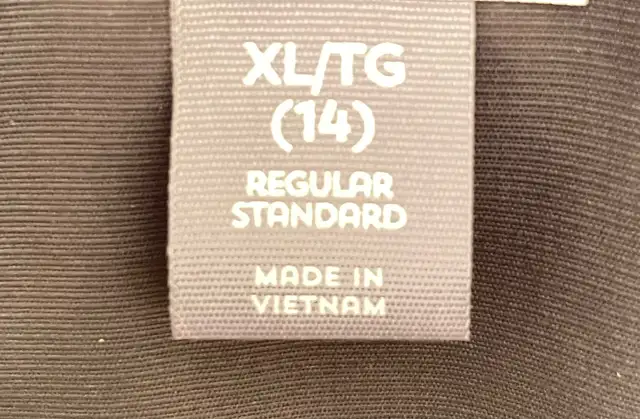 XL/TG
(14)
REGULAR
STANDARD
MADE IN
VIETNAM